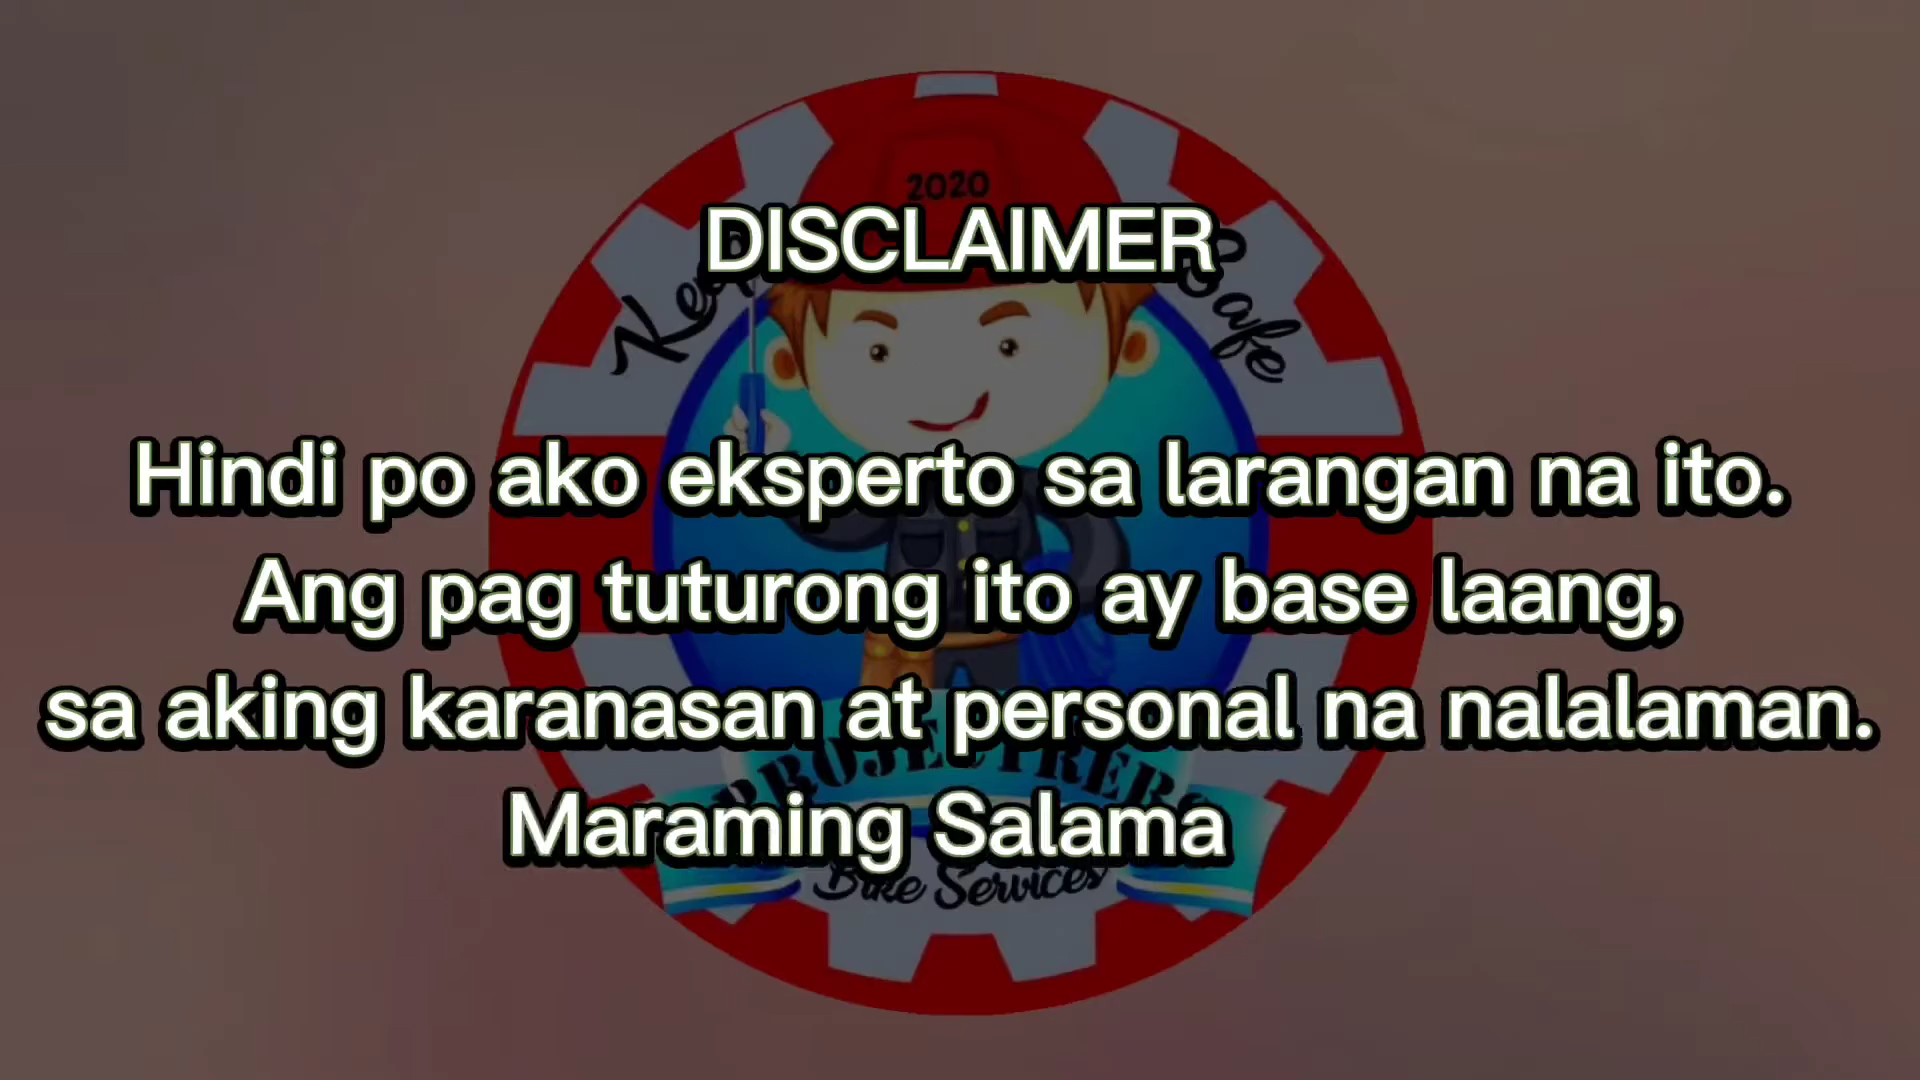 2020
DISCLAIMER
Safe
Hindi po ako eksperto sa larangan na ito.
Ang pag tuturong ito ay base laang,
sa aking karanasan at personal na nalalaman.
Maraming Salama
Bike Services